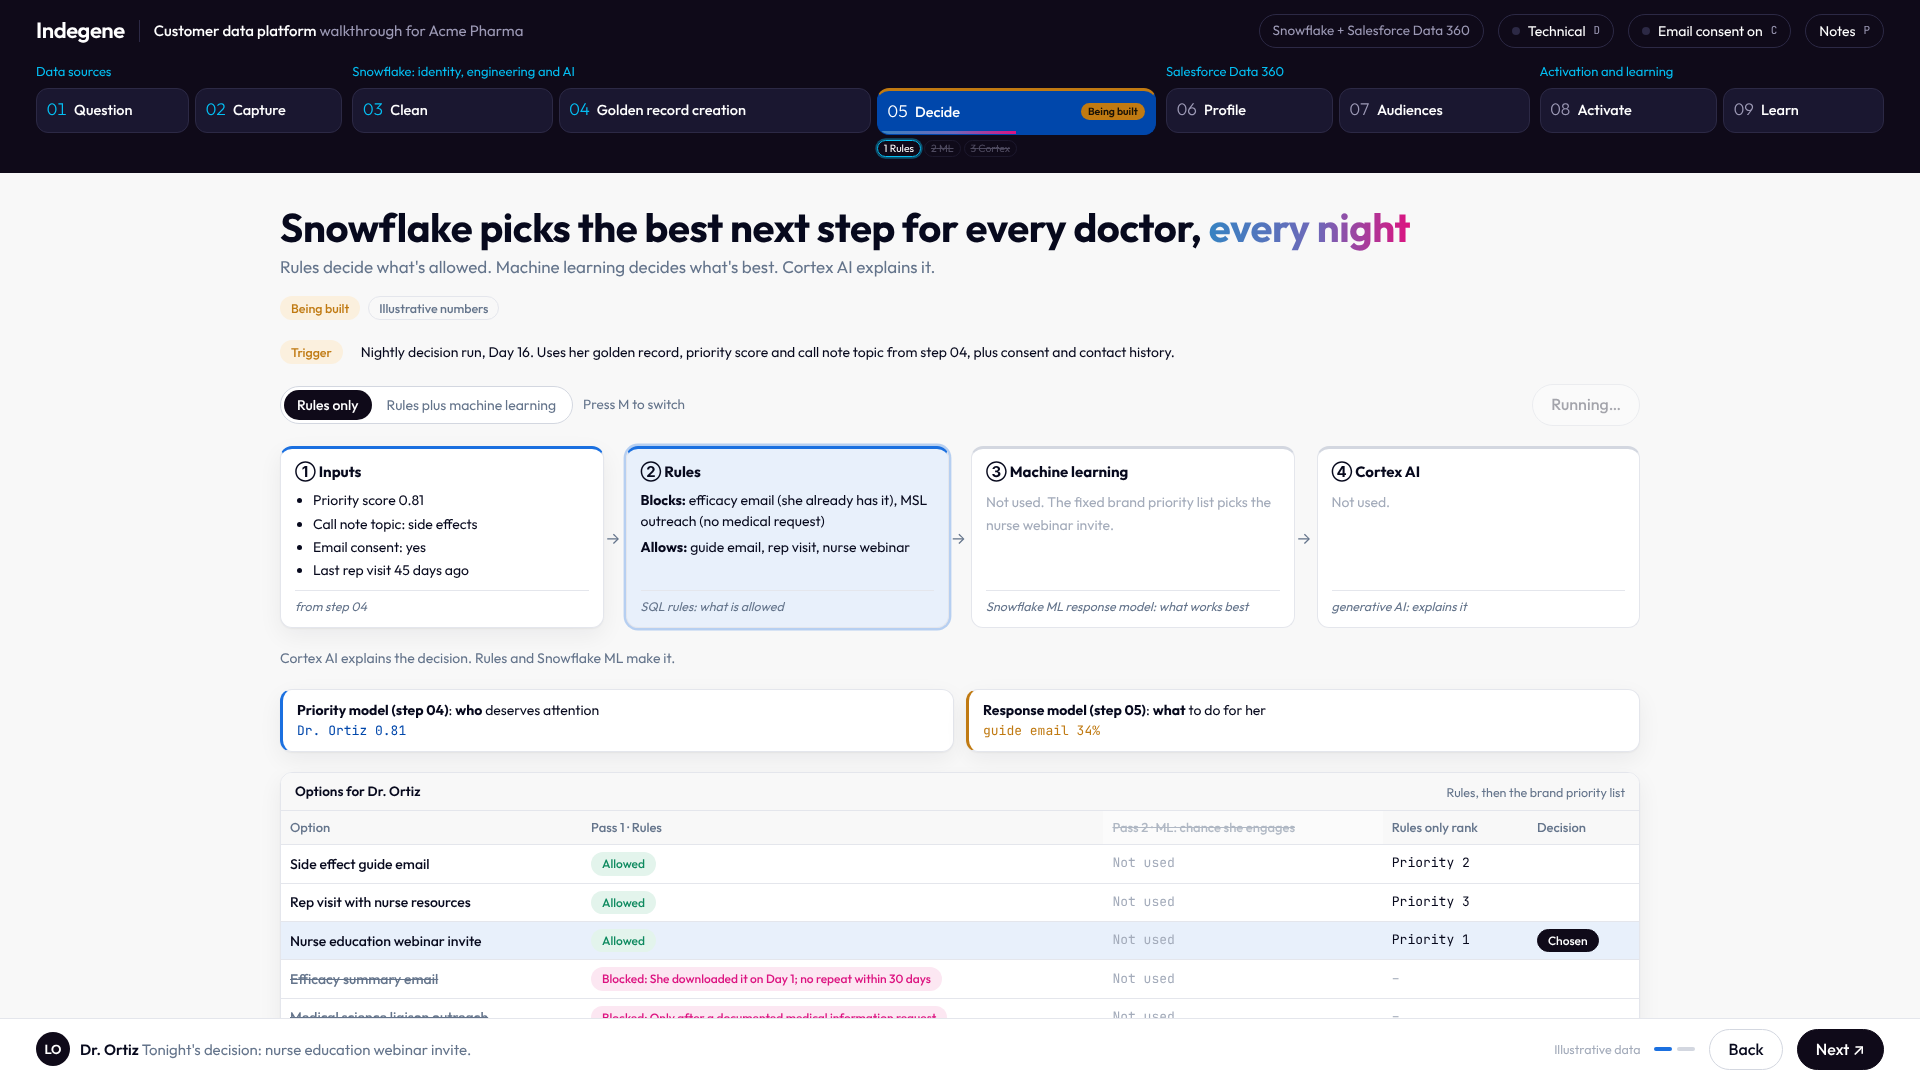 Indegene
Customer data platform walkthrough for Acme Pharma
Snowflake + Salesforce Data 360
Technical D
Email consent on C
Notes P
Data sources
Snowflake: identity, engineering and AI
Salesforce Data 360
Activation and learning
01 Question
02 Capture
03 Clean
04 Golden record creation
05 Decide
Being built
06 Profile
07 Audiences
08 Activate
09 Learn
1 Rules
2 ML
3 Cortex
Snowflake picks the best next step for every doctor, every night
Rules decide what's allowed. Machine learning decides what's best. Cortex AI explains it.
Being built
Illustrative numbers
Trigger
Nightly decision run, Day 16. Uses her golden record, priority score and call note topic from step 04, plus consent and contact history.
Rules only
Rules plus machine learning
Press M to switch
Running...
① Inputs
• Priority score 0.81
• Call note topic: side effects
• Email consent: yes
• Last rep visit 45 days ago
from step 04
→
② Rules
Blocks: efficacy email (she already has it), MSL
outreach (no medical request)
Allows: guide email, rep visit, nurse webinar
SQL rules: what is allowed
→
③ Machine learning
Not used. The fixed brand priority list picks the
nurse webinar invite.
Snowflake ML response model: what works best
→
④ Cortex AI
Not used.
generative AI: explains it
Cortex AI explains the decision. Rules and Snowflake ML make it.
Priority model (step 04): who deserves attention
Dr. Ortiz 0.81
Response model (step 05): what to do for her
guide email 34%
Options for Dr. Ortiz
Rules, then the brand priority list
Option
Pass 1 · Rules
Pass 2 · ML: chance she engages
Rules only rank
Decision
Side effect guide email
Allowed
Not used
Priority 2
Rep visit with nurse resources
Allowed
Not used
Priority 3
Nurse education webinar invite
Allowed
Not used
Priority 1
Chosen
Efficacy summary email
Blocked: She downloaded it on Day 1; no repeat within 30 days
Not used
–
Medical science liaison outreach
Blocked: Only after a documented medical information request
Not used
–
LO
Dr. Ortiz Tonight's decision: nurse education webinar invite.
Illustrative data
Back
Next ↗